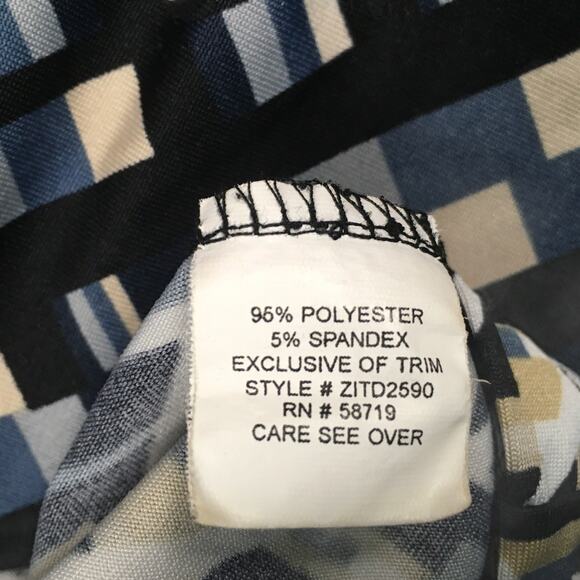 95% POLYESTER
5% SPANDEX
EXCLUSIVE OF TRIM
STYLE # ZITD2590
RN # 58719
CARE SEE OVER